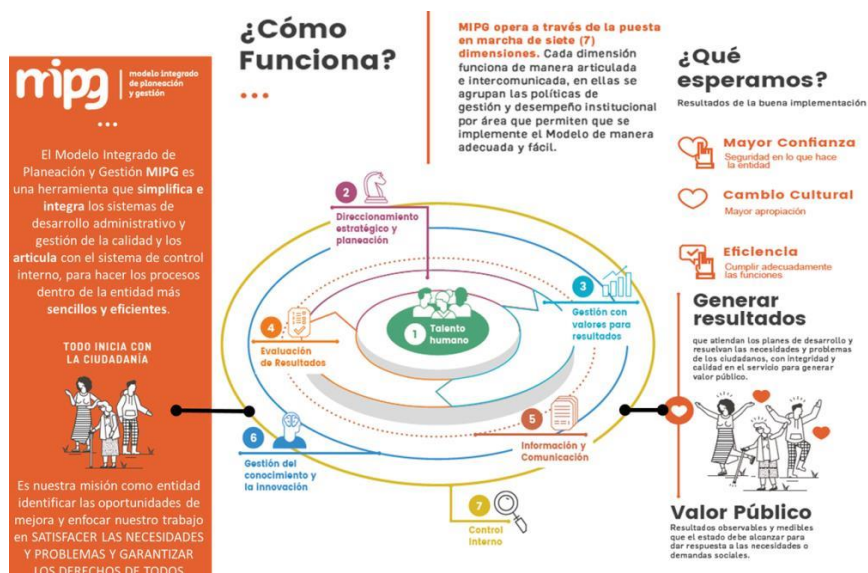 mipg
modelo integrado
de planeación
y gestión
El Modelo Integrado de
Planeación y Gestión MIPG es
una herramienta que simplifica e
integra los sistemas de
desarrollo administrativo y
gestión de la calidad y los
articula con el sistema de control
interno, para hacer los procesos
dentro de la entidad más
sencillos y eficientes.
TODO INICIA CON
LA CIUDADANÍA
Es nuestra misión como entidad
identificar las oportunidades de
mejora y enfocar nuestro trabajo
en SATISFACER LAS NECESIDADES
Y PROBLEMAS Y GARANTIZAR
LOS DERECHOS DE TODOS
¿Cómo
Funciona?
MIPG opera a través de la puesta
en marcha de siete (7)
dimensiones. Cada dimensión
funciona de manera articulada
e intercomunicada, en ellas se
agrupan las políticas de
gestión y desempeño institucional
por área que permiten que se
implemente el Modelo de manera
adecuada y fácil.
2
Direccionamiento
estratégico y
planeación
3
Gestión con
valores para
resultados
1
Talento
humano
4
Evaluación
de Resultados
5
Información y
Comunicación
6
Gestión del
conocimiento y
la innovación
7
Control
Interno
¿Qué
esperamos?
Resultados de la buena implementación
Mayor Confianza
Seguridad en lo que hace
la entidad
Cambio Cultural
Mayor apropiación
Eficiencia
Cumplir adecuadamente
las funciones
Generar
resultados
que atiendan los planes de desarrollo y
resuelvan las necesidades y problemas
de los ciudadanos, con integridad y
calidad en el servicio para generar
valor público.
Valor Público
Resultados observables y medibles
que el estado debe alcanzar para
dar respuesta a las necesidades o
demandas sociales.